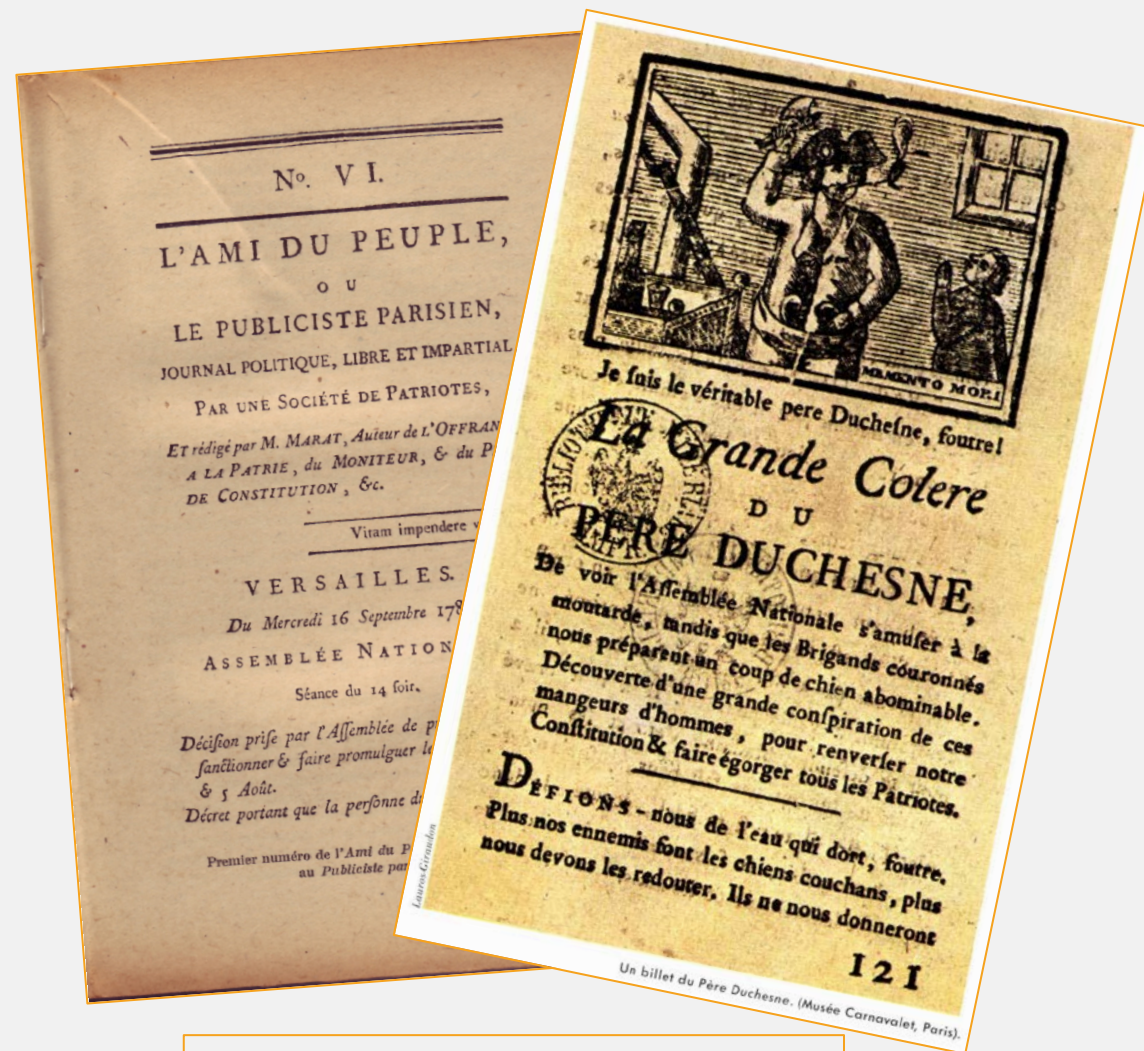 Nº. VI.
L'AMI DU PEUPLE,
OU
LE PUBLICISTE PARISIEN,
JOURNAL POLITIQUE, LIBRE ET IMPARTIAL
PAR UNE SOCIÉTÉ DE PATRIOTES,
ET rédigé par M. MARAT, Auteur de L'OFFRAN
A LA PATRIE, du MONITEUR, & du P
DE CONSTITUTION, &c.
Vitam impendere v
VERSAILLES.
Du Mercredi 16 Septembre 178
ASSEMBLÉE NATION
Séance du 14 ſoir.
Déciſion priſe par l'Aſſemblée de p
ſanctionner & faire promulguer l
& 5 Août.
Décret portant que la perſonne d
Premier numéro de l'Ami du P
au Publiciste par
MEMENTO MORI
Je ſuis le véritable pere Ducheſne, foutre!
La Grande Colere
DU
PERE DUCHESNE,
De voir l'Aſſemblée Nationale s'amuſer à la
moutarde, tandis que les Brigands couronnés
nous préparent un coup de chien abominable.
Découverte d'une grande conſpiration de ces
mangeurs d'hommes, pour renverſer notre
Conſtitution & faire égorger tous les Patriotes.
DÉFIONS-nous de l'eau qui dort, foutre.
Plus nos ennemis font les chiens couchans, plus
nous devons les redouter. Ils ne nous donneront
121
Lauros-Giraudon
Un billet du Père Duchesne. (Musée Carnavalet, Paris).